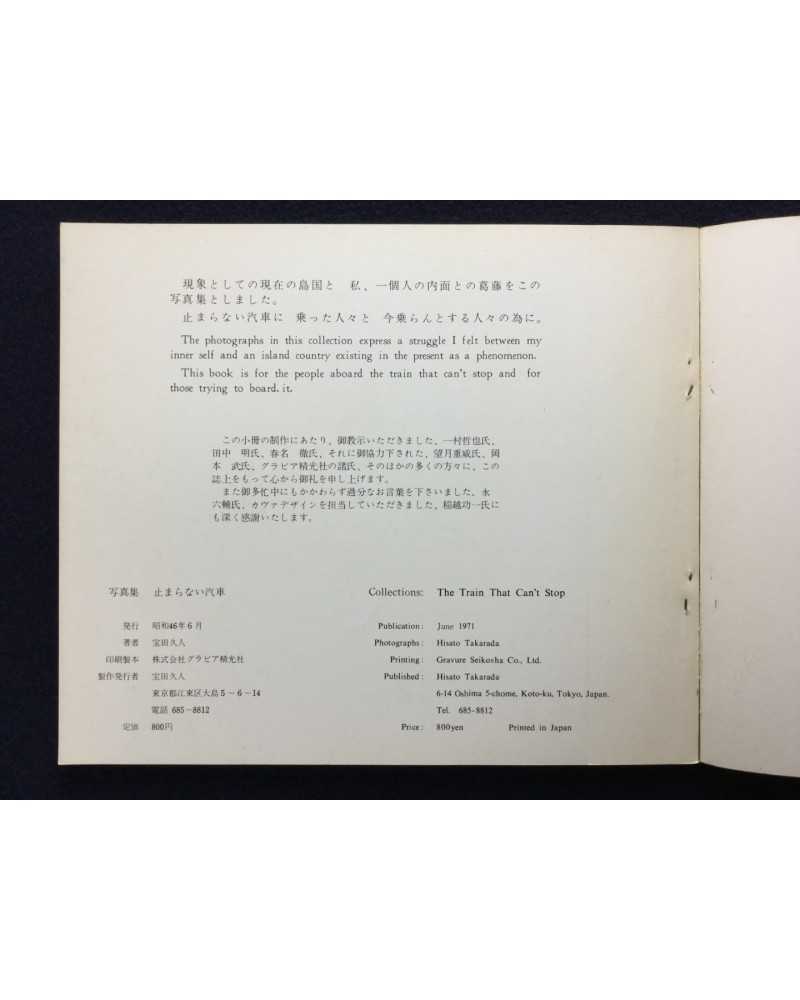 現象としての現在の島国と 私、一個人の内面との葛藤をこの
写真集としました。
止まらない汽車に 乗った人々と 今乗らんとする人々の為に。
The photographs in this collection express a struggle I felt between my
inner self and an island country existing in the present as a phenomenon.
This book is for the people aboard the train that can't stop and for
those trying to board. it.
この小冊の制作にあたり、御教示いただきました、一村哲也氏、
田中 明氏、春名 徹氏、それに御協力下された、望月重威氏、岡
本 武氏、グラビア精光社の諸氏、そのほかの多くの方々に、この
誌上をもって心から御礼を申し上げます。
また御多忙中にもかかわらず過分なお言葉を下さいました、永
六輔氏、カヴァデザインを担当していただきました、稲越功一氏に
も深く感謝いたします。
写真集 止まらない汽車
発行 昭和46年6月
著者 宝田久人
印刷製本 株式会社グラビア精光社
製作発行者 宝田久人
東京都江東区大島5-6-14
電話 685-8812
定価 800円
Collections: The Train That Can't Stop
Publication: June 1971
Photographs: Hisato Takarada
Printing: Gravure Seikosha Co., Ltd.
Published: Hisato Takarada
6-14 Oshima 5-chome, Koto-ku, Tokyo, Japan.
Tel. 685-8812
Price: 800yen Printed in Japan